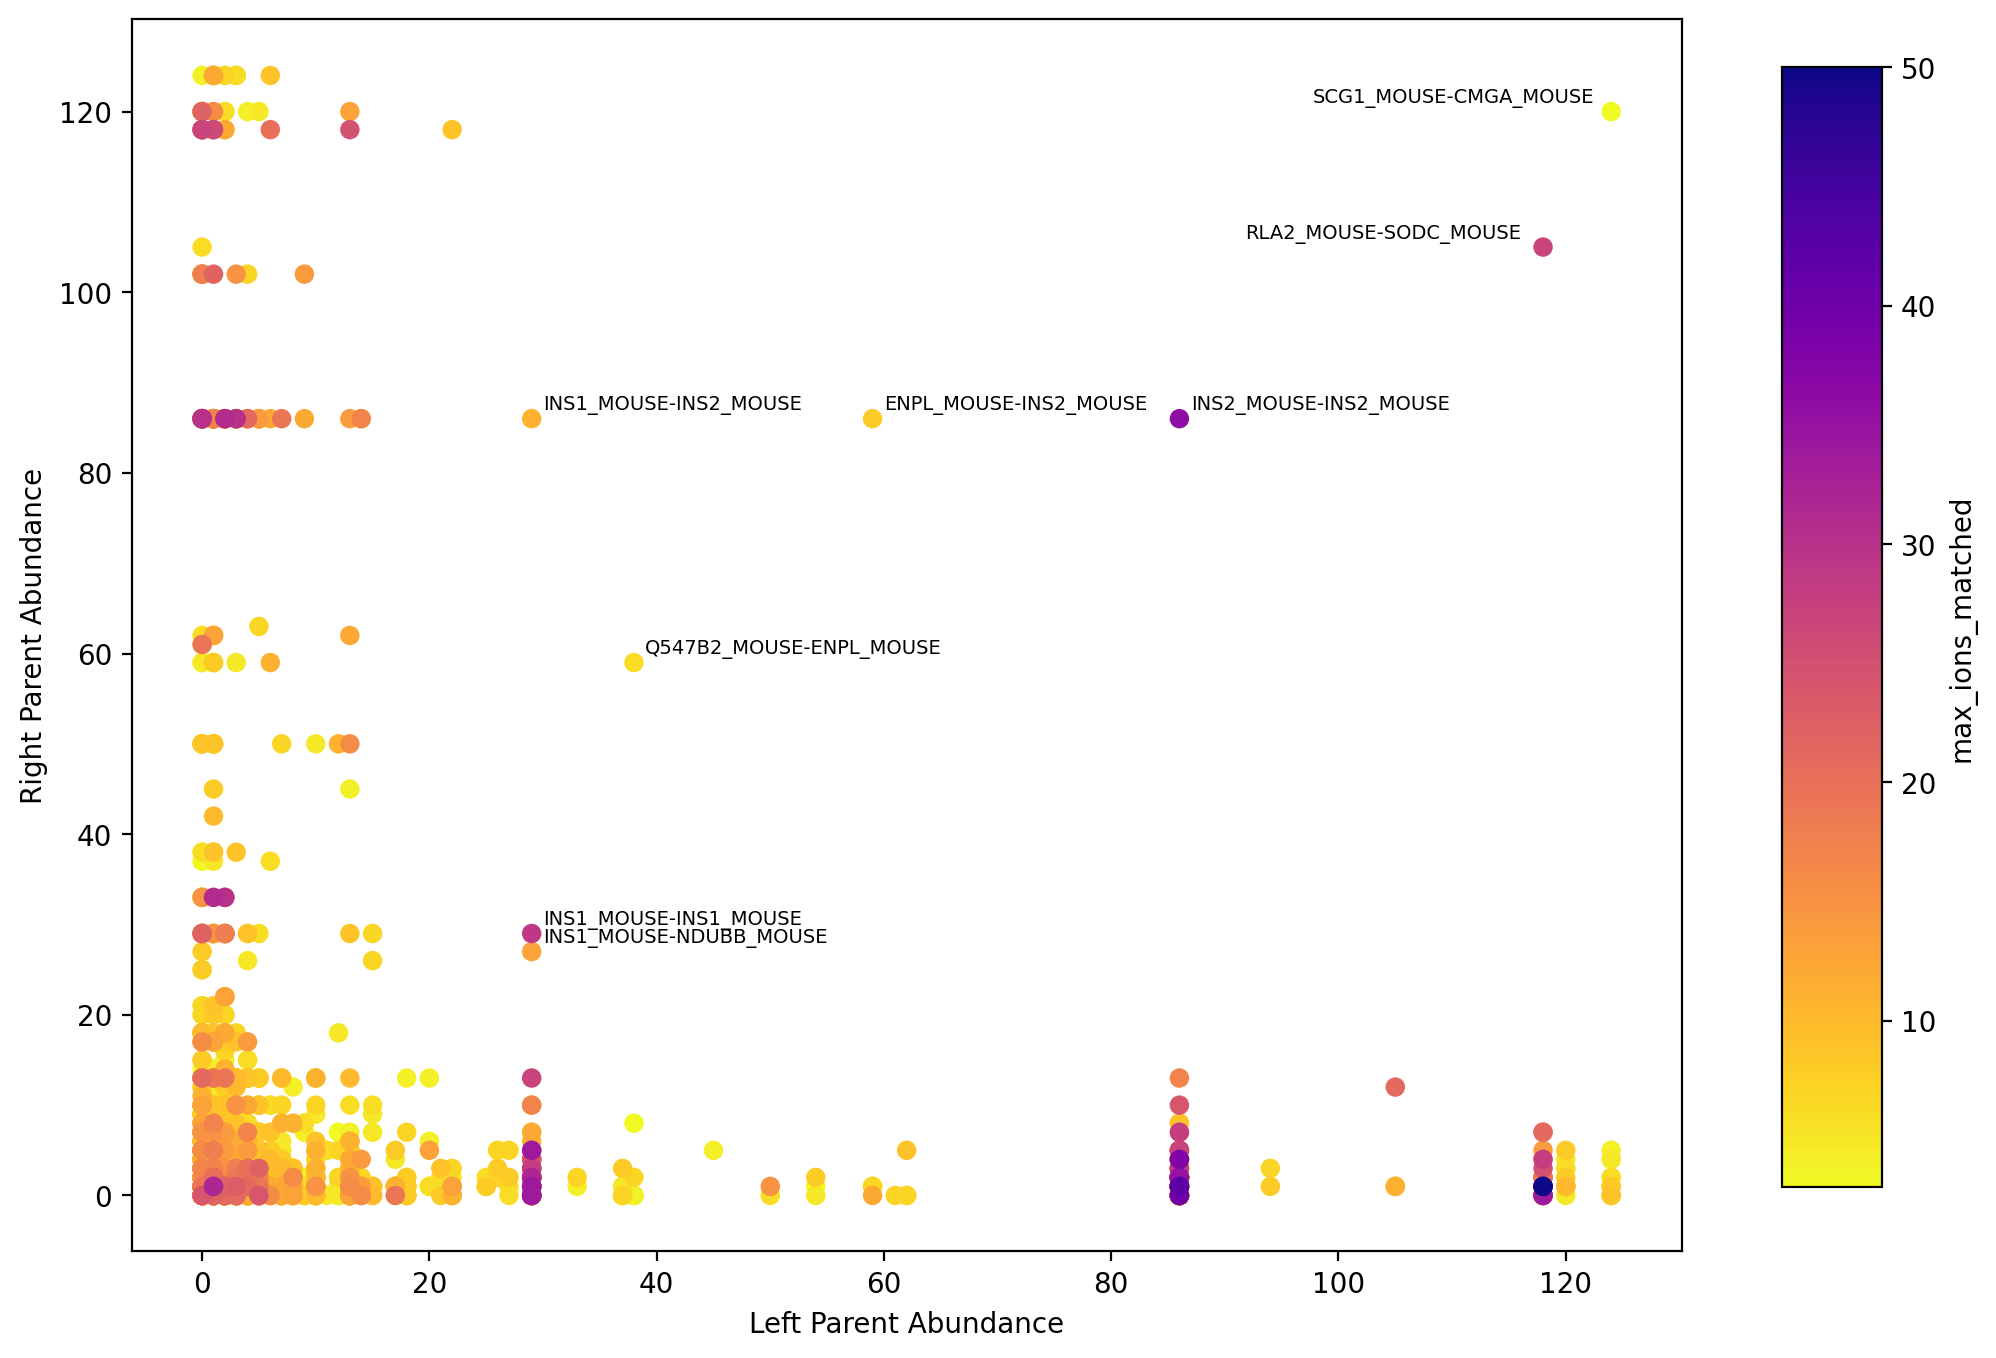 SCG1_MOUSE-CMGA_MOUSE
RLA2_MOUSE-SODC_MOUSE
INS1_MOUSE-INS2_MOUSE
ENPL_MOUSE-INS2_MOUSE
INS2_MOUSE-INS2_MOUSE
Q547B2_MOUSE-ENPL_MOUSE
INS1_MOUSE-INS1_MOUSE
INS1_MOUSE-NDUBB_MOUSE
120
100
80
60
40
20
0
Right Parent Abundance
0 20 40 60 80 100 120
Left Parent Abundance
50
40
30
20
10
max_ions_matched